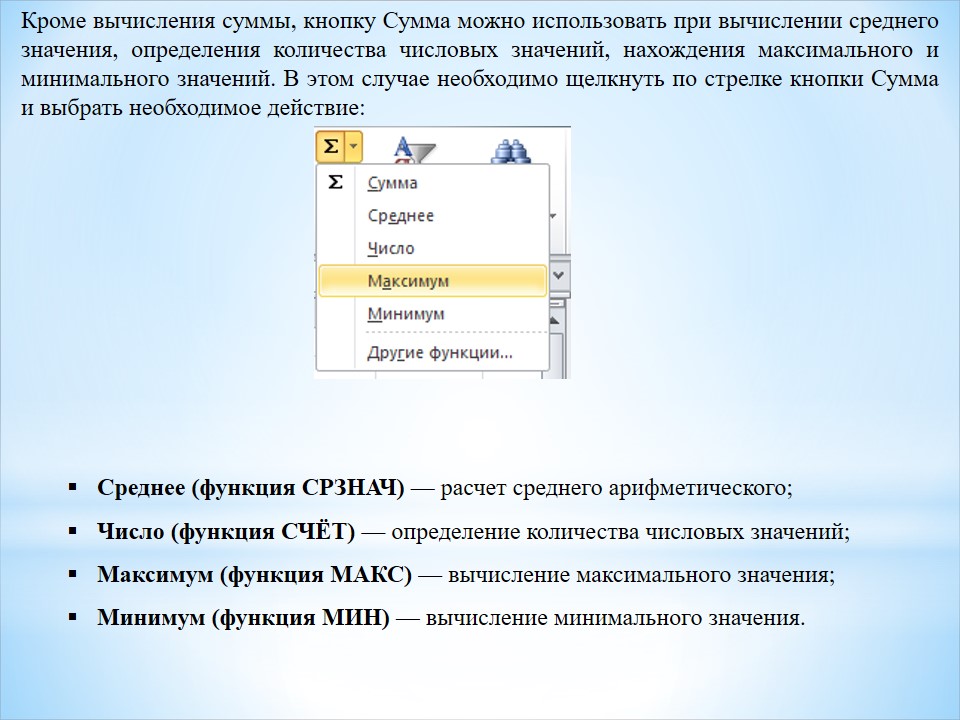 Кроме вычисления суммы, кнопку Сумма можно использовать при вычислении среднего
значения, определения количества числовых значений, нахождения максимального и
минимального значений. В этом случае необходимо щелкнуть по стрелке кнопки Сумма
и выбрать необходимое действие:
Σ
Σ Сумма
Среднее
Число
Максимум
Минимум
Другие функции...
▪ Среднее (функция СРЗНАЧ) — расчет среднего арифметического;
▪ Число (функция СЧЁТ) — определение количества числовых значений;
▪ Максимум (функция МАКС) — вычисление максимального значения;
▪ Минимум (функция МИН) — вычисление минимального значения.